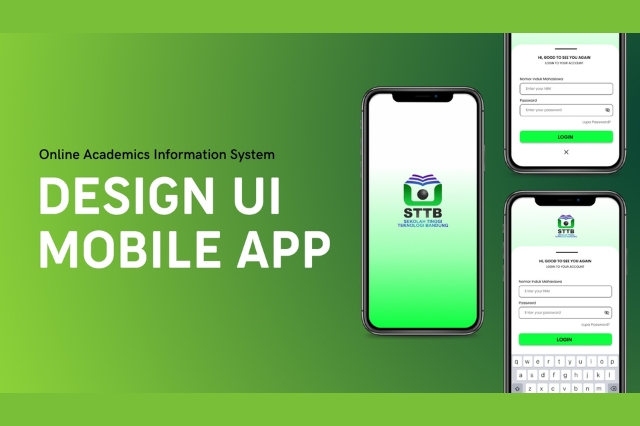 Online Academics Information System
DESIGN UI
MOBILE APP
STTB
SEKOLAH TINGGI
TEKNOLOGI BANDUNG
HI, GOOD TO SEE YOU AGAIN
LOGIN TO YOUR ACCOUNT
Nomor Induk Mahasiswa
Enter your NIM
Password
Enter your password
Lupa Password?
LOGIN
STTB
HI, GOOD TO SEE YOU AGAIN
LOGIN TO YOUR ACCOUNT
Nomor Induk Mahasiswa
Enter your NIM
Password
Enter your password
Lupa Password?
LOGIN
q w e r t y u i o p
a s d f g h j k l
z x c v b n m